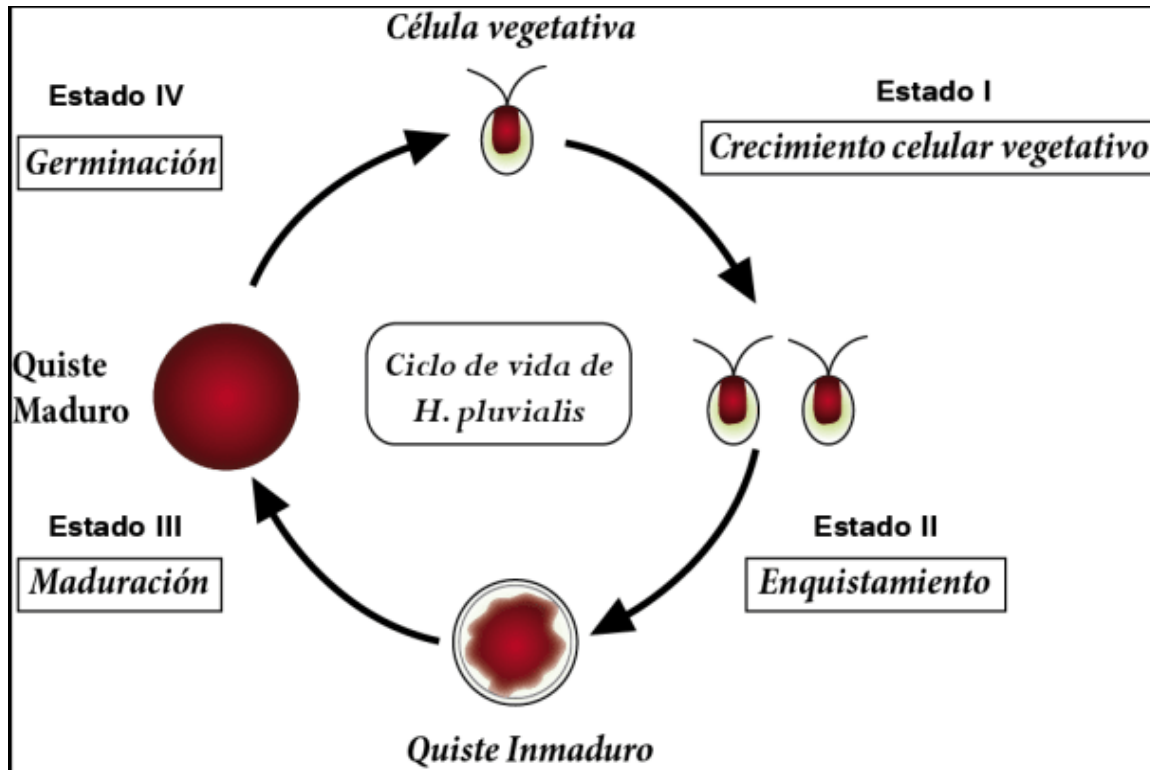 Célula vegetativa
Estado IV
Germinación
Estado I
Crecimiento celular vegetativo
Quiste
Maduro
Ciclo de vida de
H. pluvialis
Estado III
Maduración
Estado II
Enquistamiento
Quiste Inmaduro